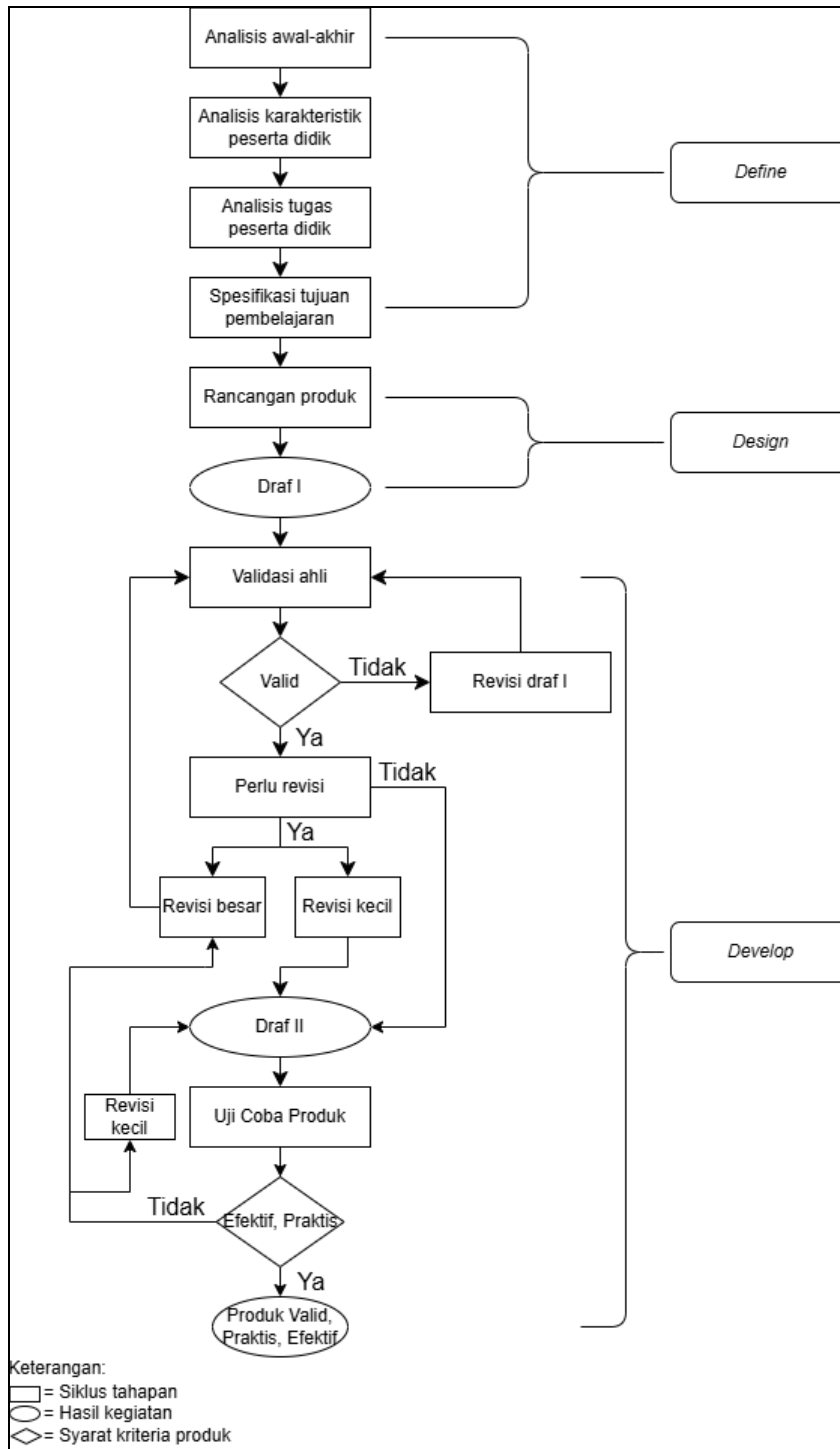 Analisis awal-akhir
Analisis karakteristik
peserta didik
Define
Analisis tugas
peserta didik
Spesifikasi tujuan
pembelajaran
Rancangan produk
Design
Draf I
Validasi ahli
Valid
Tidak
Revisi draf I
Ya
Perlu revisi
Tidak
Ya
Revisi besar
Revisi kecil
Develop
Draf II
Revisi
kecil
Uji Coba Produk
Tidak
Efektif, Praktis
Ya
Produk Valid,
Praktis, Efektif
Keterangan:
= Siklus tahapan
= Hasil kegiatan
= Syarat kriteria produk